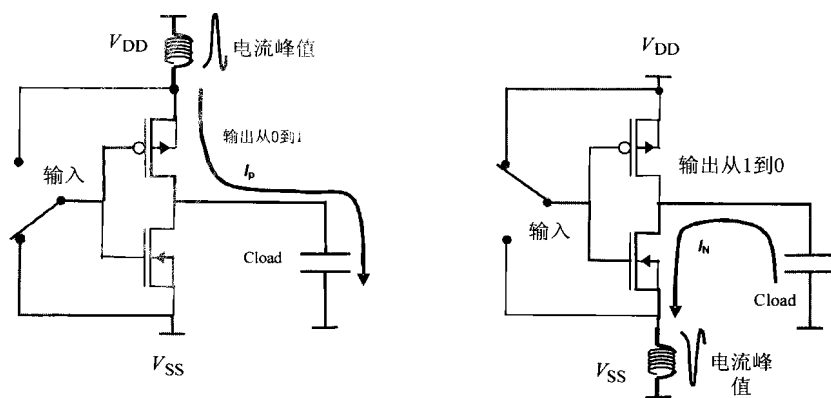 V_DD
电流峰值
输出从0到1
I_P
输入
Cload
V_SS
V_DD
输出从1到0
输入
I_N
Cload
V_SS
电流峰
值